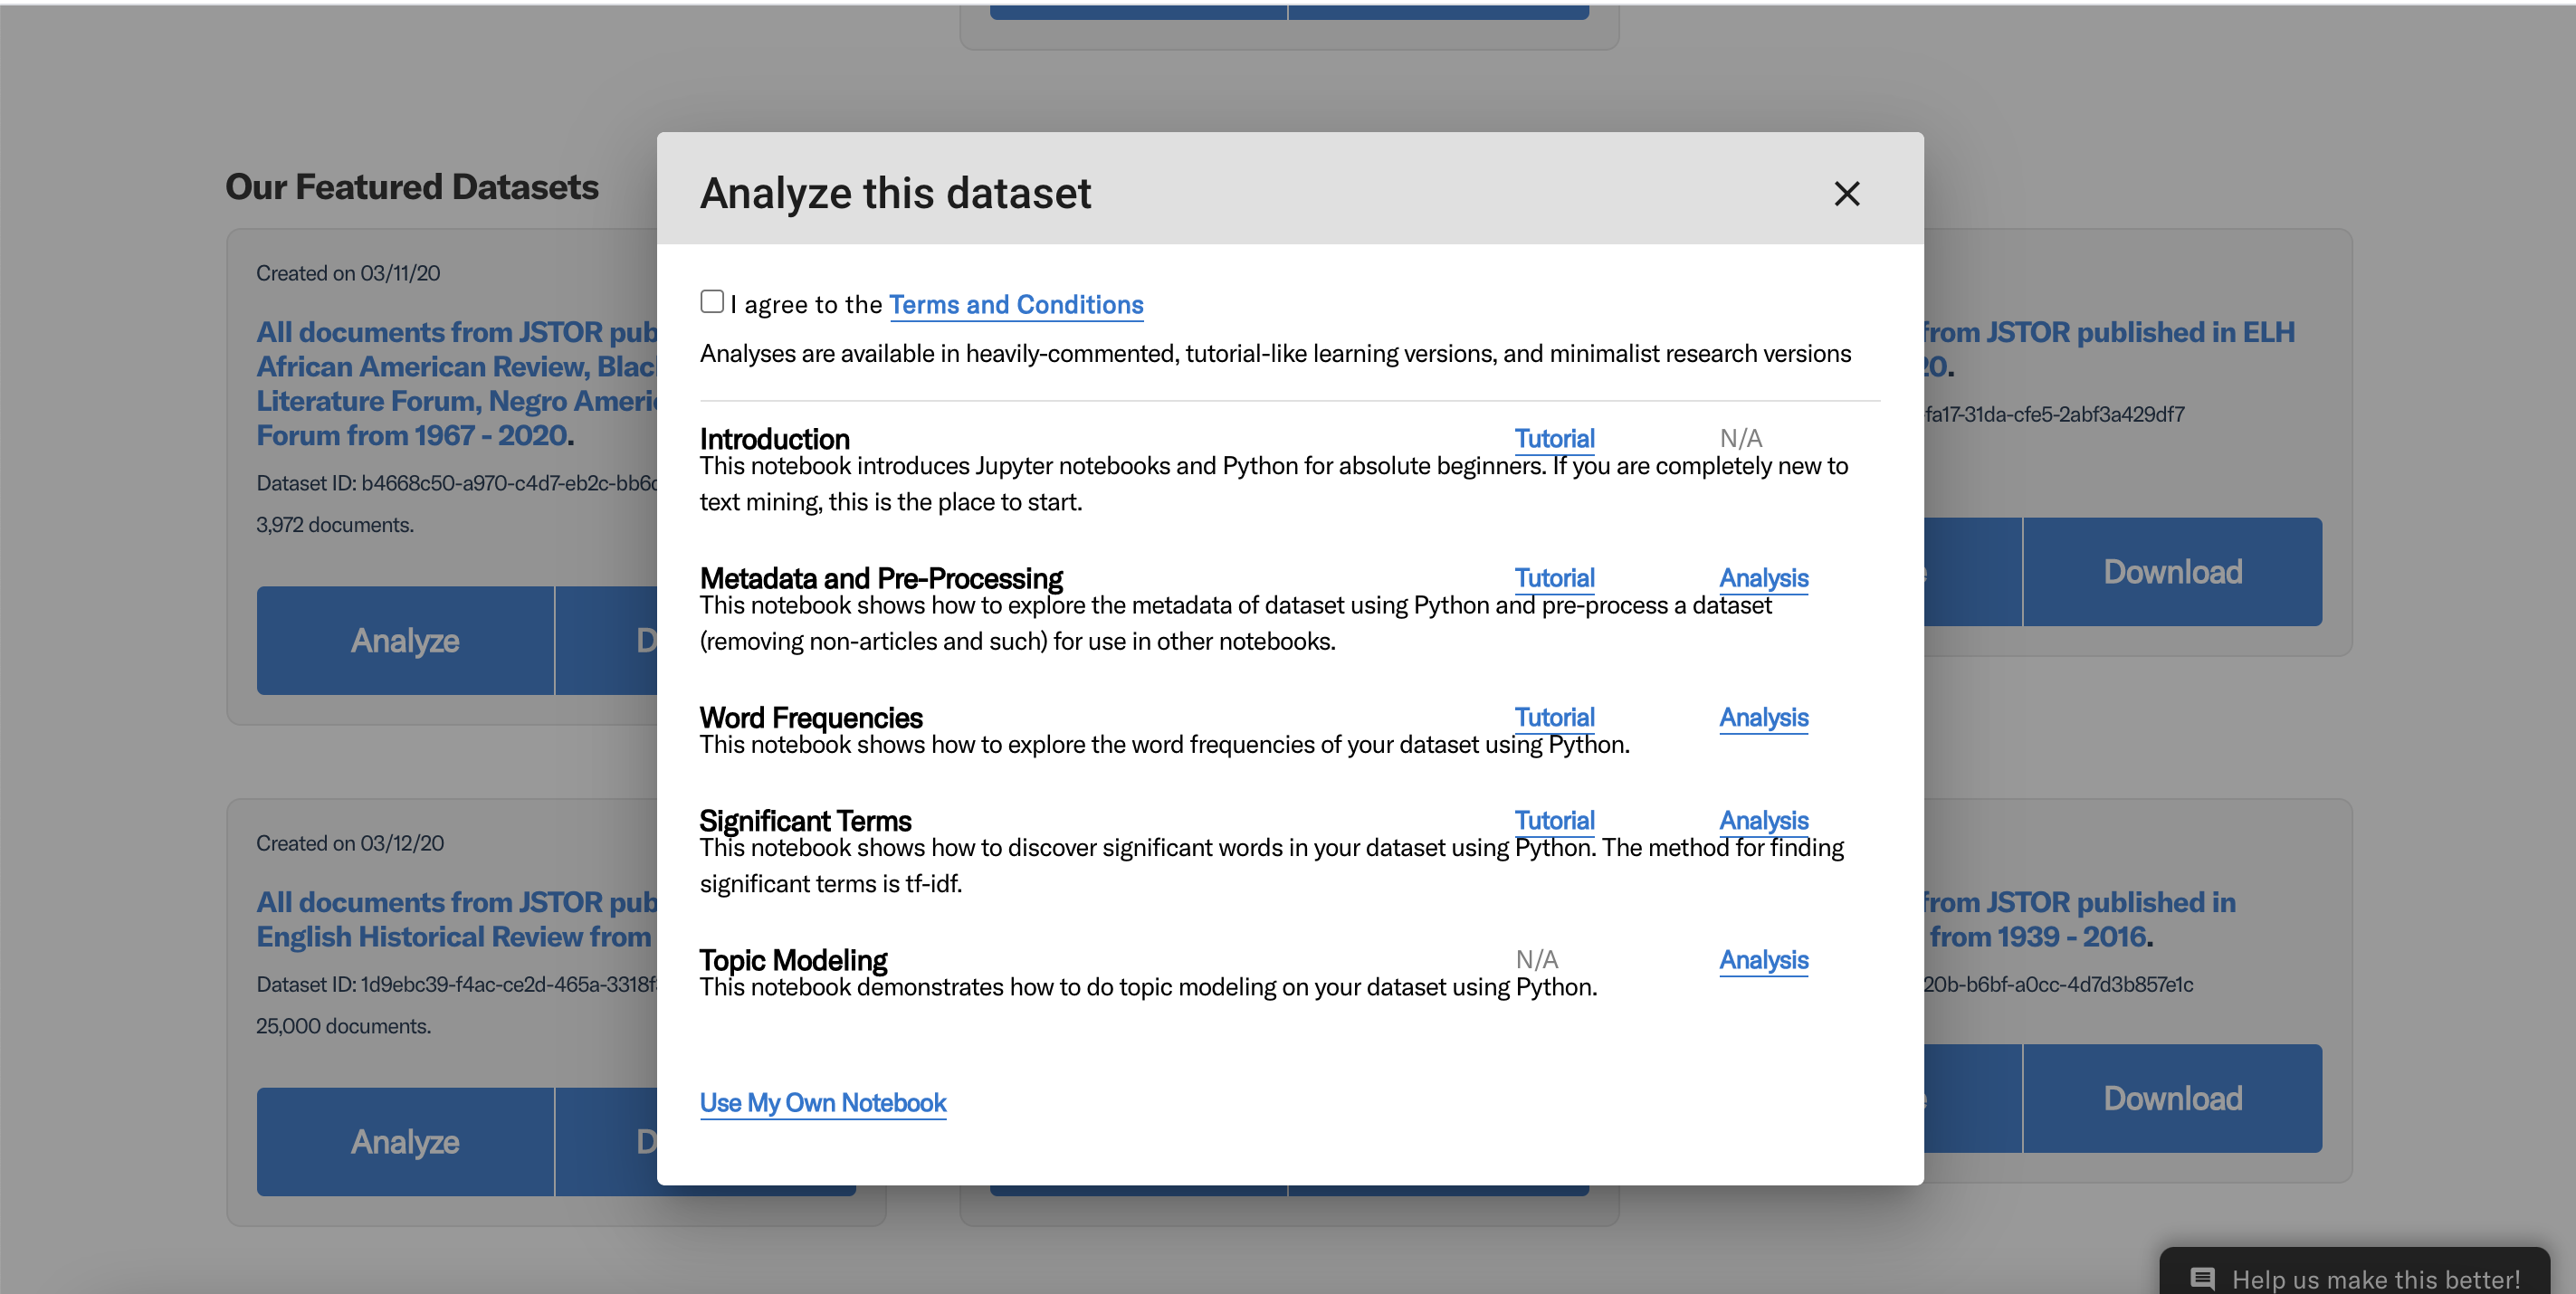 Our Featured Datasets
Created on 03/11/20
All documents from JSTOR pub
African American Review, Blac
Literature Forum, Negro Ameri
Forum from 1967 - 2020.
Dataset ID: b4668c50-a970-c4d7-eb2c-bb6c
3,972 documents.
Analyze D
Created on 03/12/20
All documents from JSTOR pub
English Historical Review from
Dataset ID: 1d9ebc39-f4ac-ce2d-465a-3318f
25,000 documents.
Analyze D
Analyze this dataset
I agree to the Terms and Conditions
Analyses are available in heavily-commented, tutorial-like learning versions, and minimalist research versions
Introduction Tutorial N/A
This notebook introduces Jupyter notebooks and Python for absolute beginners. If you are completely new to
text mining, this is the place to start.
Metadata and Pre-Processing Tutorial Analysis
This notebook shows how to explore the metadata of dataset using Python and pre-process a dataset
(removing non-articles and such) for use in other notebooks.
Word Frequencies Tutorial Analysis
This notebook shows how to explore the word frequencies of your dataset using Python.
Significant Terms Tutorial Analysis
This notebook shows how to discover significant words in your dataset using Python. The method for finding
significant terms is tf-idf.
Topic Modeling N/A Analysis
This notebook demonstrates how to do topic modeling on your dataset using Python.
Use My Own Notebook
from JSTOR published in ELH
20.
fa17-31da-cfe5-2abf3a429df7
Download
from JSTOR published in
from 1939 - 2016.
20b-b6bf-a0cc-4d7d3b857e1c
Download
Help us make this better!